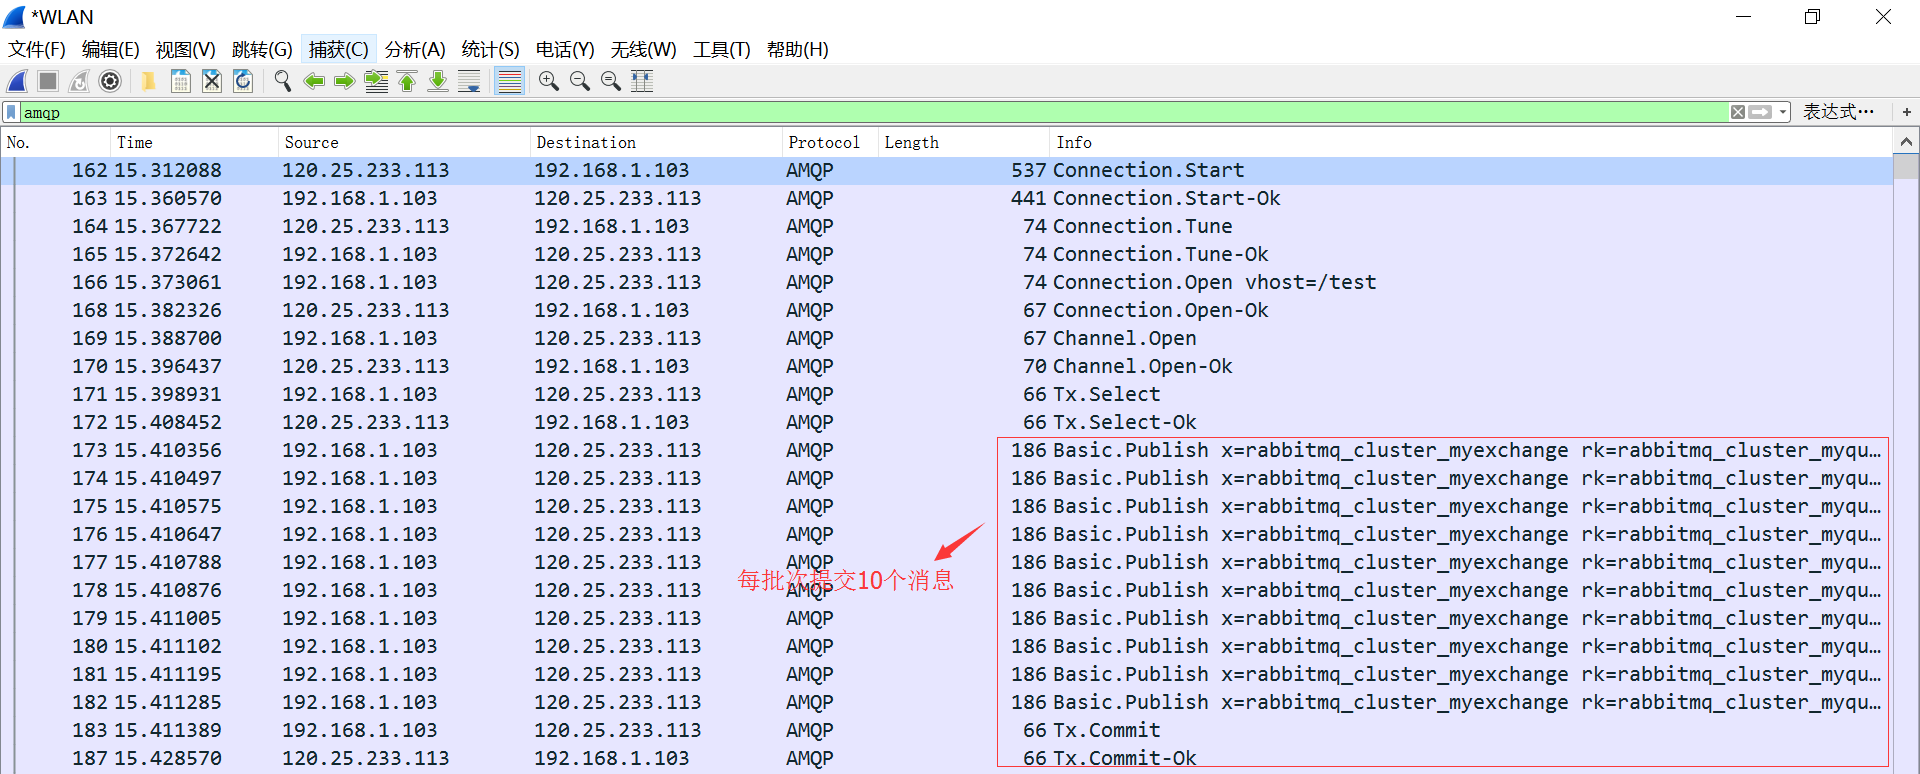 *WLAN
文件(F) 编辑(E) 视图(V) 跳转(G) 捕获(C) 分析(A) 统计(S) 电话(Y) 无线(W) 工具(T) 帮助(H)
amqp 表达式… +
No. Time Source Destination Protocol Length Info
162 15.312088 120.25.233.113 192.168.1.103 AMQP 537 Connection.Start
163 15.360570 192.168.1.103 120.25.233.113 AMQP 441 Connection.Start-Ok
164 15.367722 120.25.233.113 192.168.1.103 AMQP 74 Connection.Tune
165 15.372642 192.168.1.103 120.25.233.113 AMQP 74 Connection.Tune-Ok
166 15.373061 192.168.1.103 120.25.233.113 AMQP 74 Connection.Open vhost=/test
168 15.382326 120.25.233.113 192.168.1.103 AMQP 67 Connection.Open-Ok
169 15.388700 192.168.1.103 120.25.233.113 AMQP 67 Channel.Open
170 15.396437 120.25.233.113 192.168.1.103 AMQP 70 Channel.Open-Ok
171 15.398931 192.168.1.103 120.25.233.113 AMQP 66 Tx.Select
172 15.408452 120.25.233.113 192.168.1.103 AMQP 66 Tx.Select-Ok
173 15.410356 192.168.1.103 120.25.233.113 AMQP 186 Basic.Publish x=rabbitmq_cluster_myexchange rk=rabbitmq_cluster_myqu…
174 15.410497 192.168.1.103 120.25.233.113 AMQP 186 Basic.Publish x=rabbitmq_cluster_myexchange rk=rabbitmq_cluster_myqu…
175 15.410575 192.168.1.103 120.25.233.113 AMQP 186 Basic.Publish x=rabbitmq_cluster_myexchange rk=rabbitmq_cluster_myqu…
176 15.410647 192.168.1.103 120.25.233.113 AMQP 186 Basic.Publish x=rabbitmq_cluster_myexchange rk=rabbitmq_cluster_myqu…
177 15.410788 192.168.1.103 120.25.233.113 AMQP 186 Basic.Publish x=rabbitmq_cluster_myexchange rk=rabbitmq_cluster_myqu…
每批次提交10个消息
178 15.410876 192.168.1.103 120.25.233.113 AMQP 186 Basic.Publish x=rabbitmq_cluster_myexchange rk=rabbitmq_cluster_myqu…
179 15.411005 192.168.1.103 120.25.233.113 AMQP 186 Basic.Publish x=rabbitmq_cluster_myexchange rk=rabbitmq_cluster_myqu…
180 15.411102 192.168.1.103 120.25.233.113 AMQP 186 Basic.Publish x=rabbitmq_cluster_myexchange rk=rabbitmq_cluster_myqu…
181 15.411195 192.168.1.103 120.25.233.113 AMQP 186 Basic.Publish x=rabbitmq_cluster_myexchange rk=rabbitmq_cluster_myqu…
182 15.411285 192.168.1.103 120.25.233.113 AMQP 186 Basic.Publish x=rabbitmq_cluster_myexchange rk=rabbitmq_cluster_myqu…
183 15.411389 192.168.1.103 120.25.233.113 AMQP 66 Tx.Commit
187 15.428570 120.25.233.113 192.168.1.103 AMQP 66 Tx.Commit-Ok